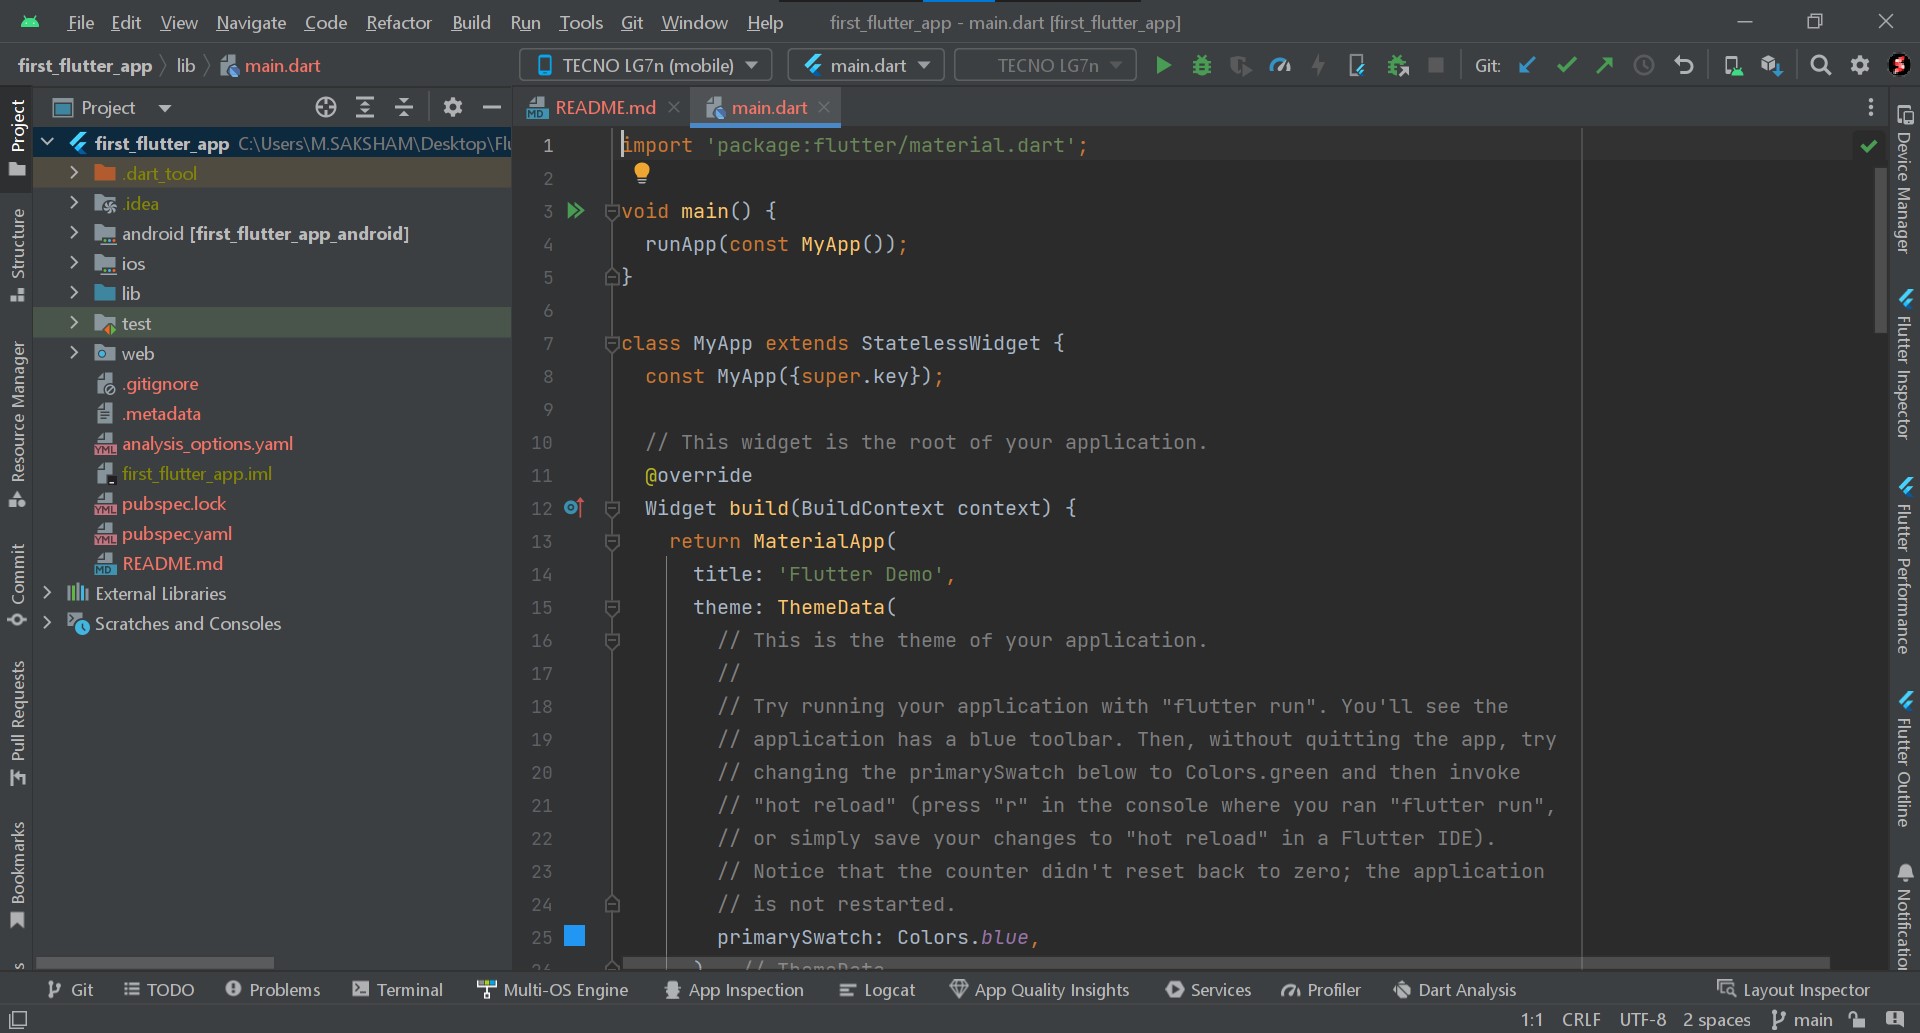 File Edit View Navigate Code Refactor Build Run Tools Git Window Help first_flutter_app - main.dart [first_flutter_app]
first_flutter_app lib main.dart TECNO LG7n (mobile) main.dart TECNO LG7n Git:
Project
README.md main.dart
first_flutter_app C:\Users\M.SAKSHAM\Desktop\Flu
.dart_tool
.idea
android [first_flutter_app_android]
ios
lib
test
web
.gitignore
.metadata
analysis_options.yaml
first_flutter_app.iml
pubspec.lock
pubspec.yaml
README.md
External Libraries
Scratches and Consoles
Project
Structure
Resource Manager
Commit
Pull Requests
Bookmarks
1 import 'package:flutter/material.dart';
2
3 void main() {
4 runApp(const MyApp());
5 }
6
7 class MyApp extends StatelessWidget {
8 const MyApp({super.key});
9
10 // This widget is the root of your application.
11 @override
12 Widget build(BuildContext context) {
13 return MaterialApp(
14 title: 'Flutter Demo',
15 theme: ThemeData(
16 // This is the theme of your application.
17 //
18 // Try running your application with "flutter run". You'll see the
19 // application has a blue toolbar. Then, without quitting the app, try
20 // changing the primarySwatch below to Colors.green and then invoke
21 // "hot reload" (press "r" in the console where you ran "flutter run",
22 // or simply save your changes to "hot reload" in a Flutter IDE).
23 // Notice that the counter didn't reset back to zero; the application
24 // is not restarted.
25 primarySwatch: Colors.blue,
26 ), // ThemeData
Device Manager
Flutter Inspector
Flutter Performance
Flutter Outline
Notification
Git TODO Problems Terminal Multi-OS Engine App Inspection Logcat App Quality Insights Services Profiler Dart Analysis Layout Inspector
1:1 CRLF UTF-8 2 spaces main